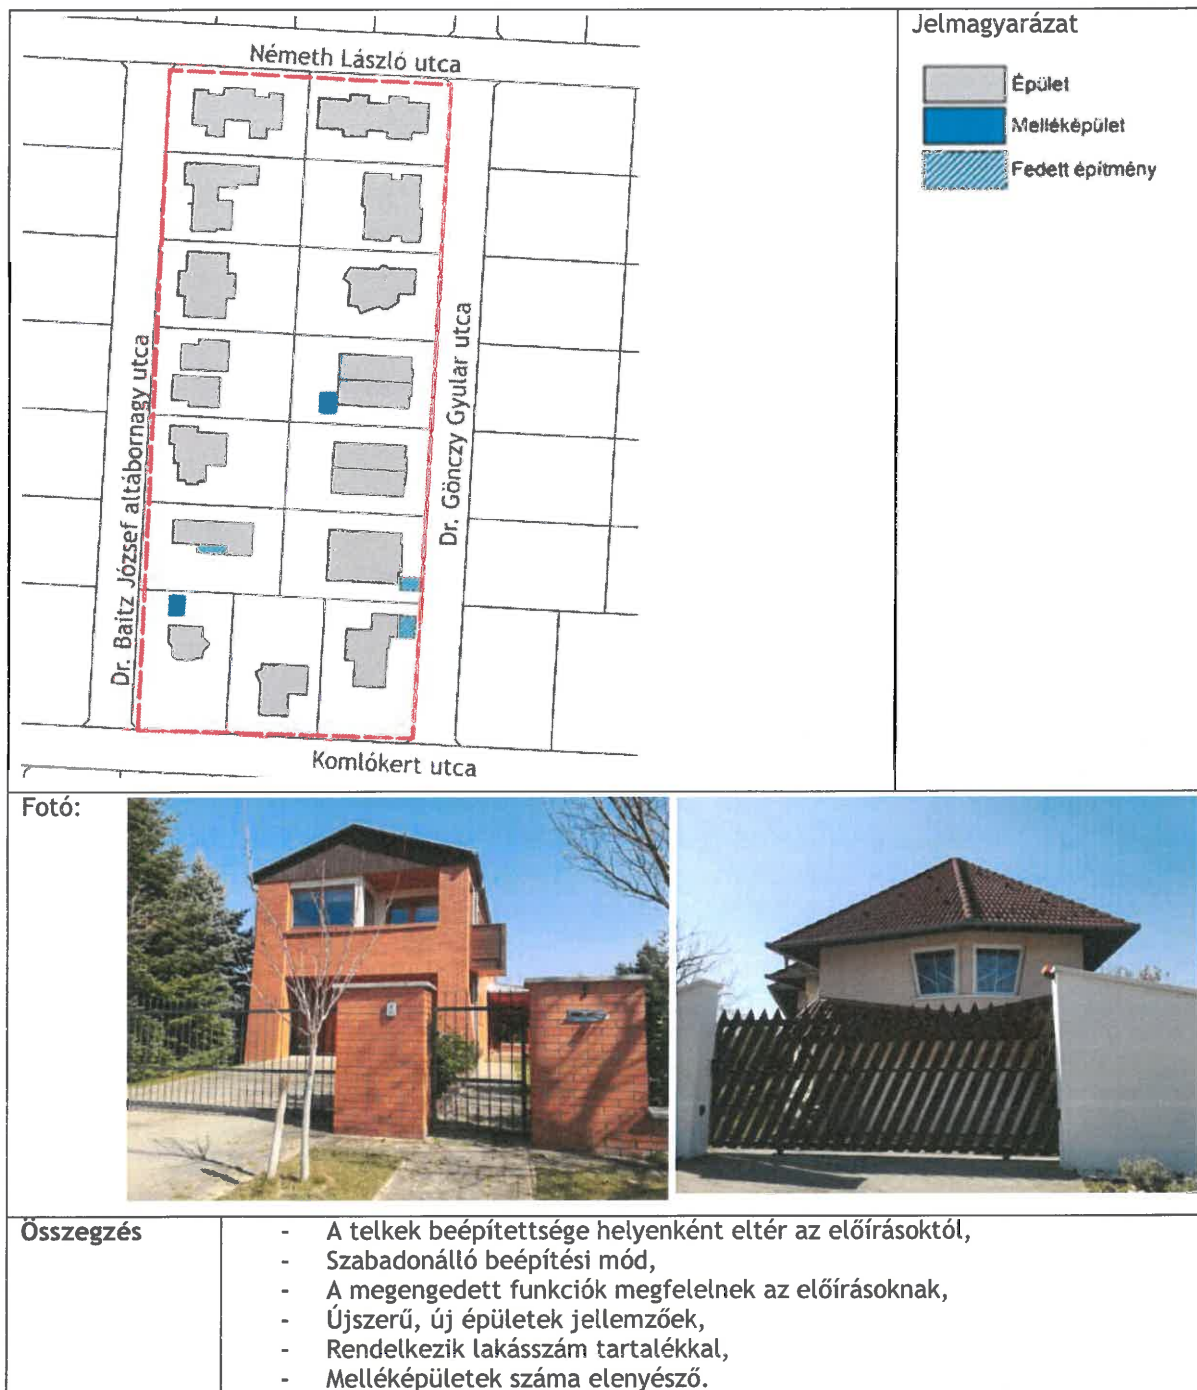 Németh László utca
Dr. Baitz József altábornagy utca
Dr. Gönczy Gyular utca
Komlókert utca
Jelmagyarázat
Épület
Melléképület
Fedett építmény
Fotó:
Összegzés
- A telkek beépítettsége helyenként eltér az előírásoktól,
- Szabadonálló beépítési mód,
- A megengedett funkciók megfelelnek az előírásoknak,
- Újszerű, új épületek jellemzőek,
- Rendelkezik lakásszám tartalékkal,
- Melléképületek száma elenyésző.